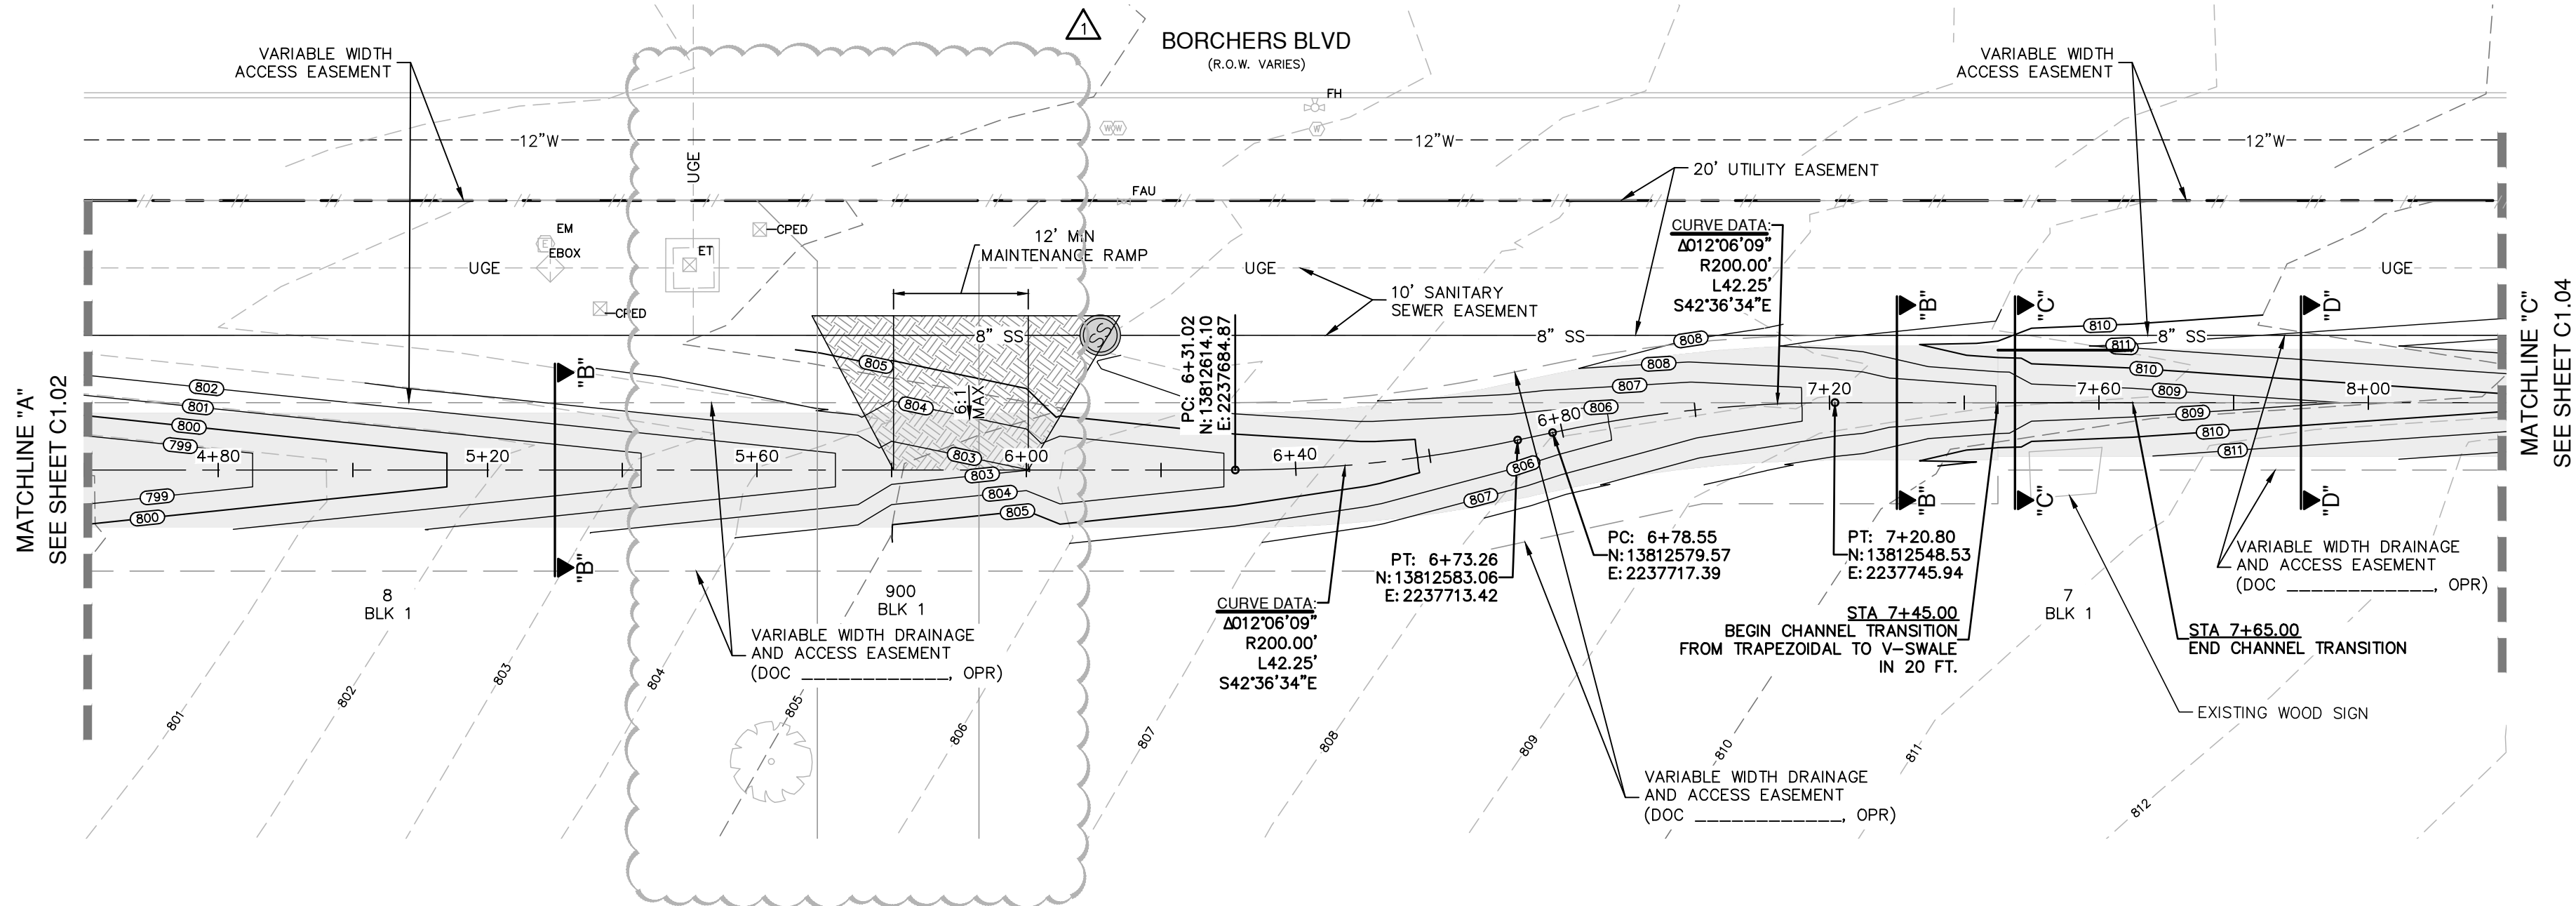 1
BORCHERS BLVD
(R.O.W. VARIES)
VARIABLE WIDTH
ACCESS EASEMENT
VARIABLE WIDTH
ACCESS EASEMENT
FH
W W
W
12"W
12"W
12"W
UGE
20' UTILITY EASEMENT
FAU
EM
E
EBOX
CPED
ET
12' MIN
MAINTENANCE RAMP
CURVE DATA:
Δ012°06'09"
R200.00'
L42.25'
S42°36'34"E
UGE
UGE
UGE
CPED
10' SANITARY
SEWER EASEMENT
PC: 6+31.02
N:13812614.10
E:2237684.87
8" SS
SS
8" SS
8" SS
"B"
"C"
"D"
"B"
808
810
811
805
808
810
802
807
7+20
7+60
809
8+00
801
804
6:1
MAX
6+80
806
809
800
810
799
4+80
5+20
5+60
803
6+00
6+40
811
803
806
799
804
807
800
805
"B"
"B"
"C"
"D"
MATCHLINE "A"
SEE SHEET C1.02
MATCHLINE "C"
SEE SHEET C1.04
PC: 6+78.55
N:13812579.57
E:2237717.39
PT: 7+20.80
N:13812548.53
E:2237745.94
PT: 6+73.26
N:13812583.06
E:2237713.42
VARIABLE WIDTH DRAINAGE
AND ACCESS EASEMENT
(DOC ____________, OPR)
8
BLK 1
900
BLK 1
7
BLK 1
CURVE DATA:
Δ012°06'09"
R200.00'
L42.25'
S42°36'34"E
STA 7+45.00
BEGIN CHANNEL TRANSITION
FROM TRAPEZOIDAL TO V-SWALE
IN 20 FT.
STA 7+65.00
END CHANNEL TRANSITION
VARIABLE WIDTH DRAINAGE
AND ACCESS EASEMENT
(DOC ____________, OPR)
EXISTING WOOD SIGN
801
802
803
804
805
806
807
808
809
810
811
812
VARIABLE WIDTH DRAINAGE
AND ACCESS EASEMENT
(DOC ____________, OPR)